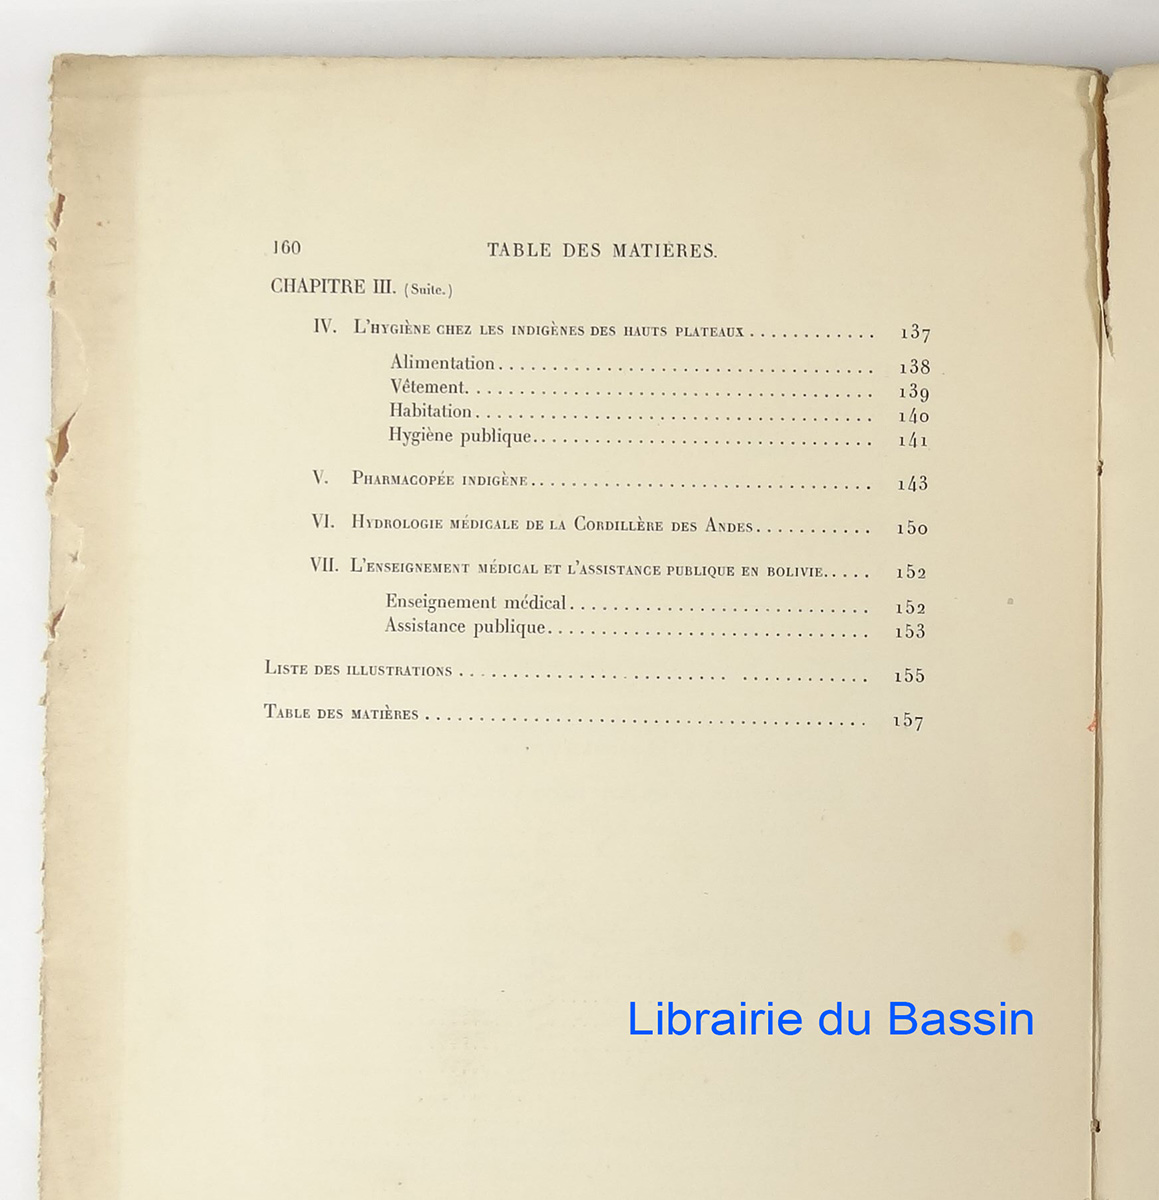 160 TABLE DES MATIÈRES.
CHAPITRE III. (Suite.)
IV. L'HYGIÈNE CHEZ LES INDIGÈNES DES HAUTS PLATEAUX ............ 137
Alimentation ................................... 138
Vêtement. ...................................... 139
Habitation ..................................... 140
Hygiène publique................................ 141
V. PHARMACOPÉE INDIGÈNE ................................ 143
VI. HYDROLOGIE MÉDICALE DE LA CORDILLÈRE DES ANDES ........... 150
VII. L'ENSEIGNEMENT MÉDICAL ET L'ASSISTANCE PUBLIQUE EN BOLIVIE..... 152
Enseignement médical ............................ 152
Assistance publique .............................. 153
LISTE DES ILLUSTRATIONS ...................................... 155
TABLE DES MATIÈRES ......................................... 157
Librairie du Bassin